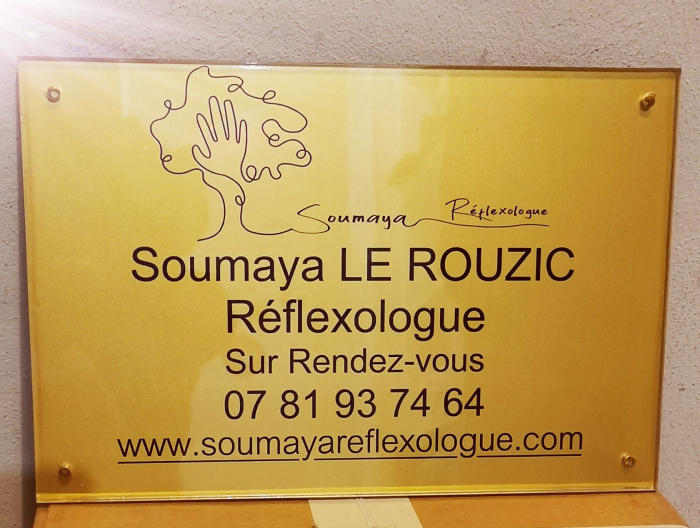 Soumaya Réflexologue
Soumaya LE ROUZIC
Réflexologue
Sur Rendez-vous
07 81 93 74 64
www.soumayareflexologue.com